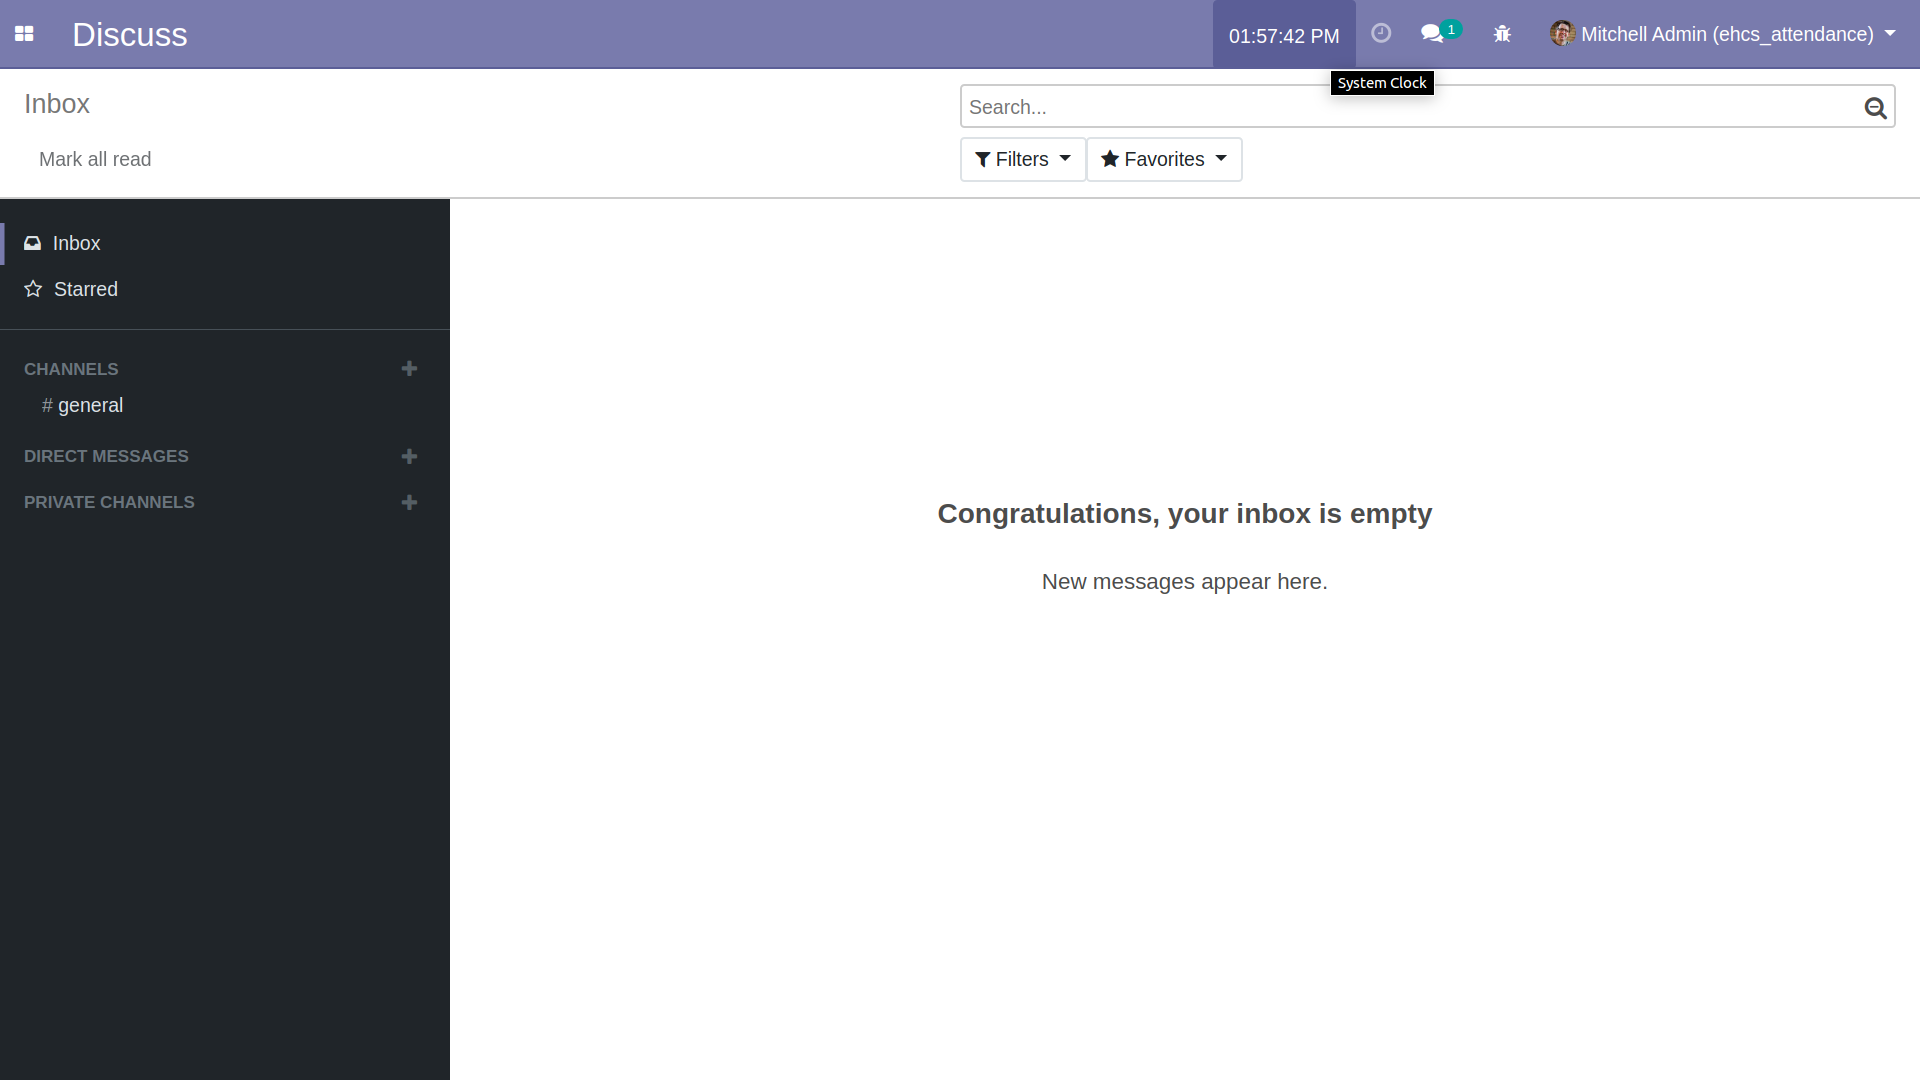 Discuss
01:57:42 PM
1
Mitchell Admin (ehcs_attendance)
System Clock
Inbox
Search...
Mark all read
Filters
Favorites
Inbox
Starred
CHANNELS
# general
DIRECT MESSAGES
PRIVATE CHANNELS
Congratulations, your inbox is empty
New messages appear here.